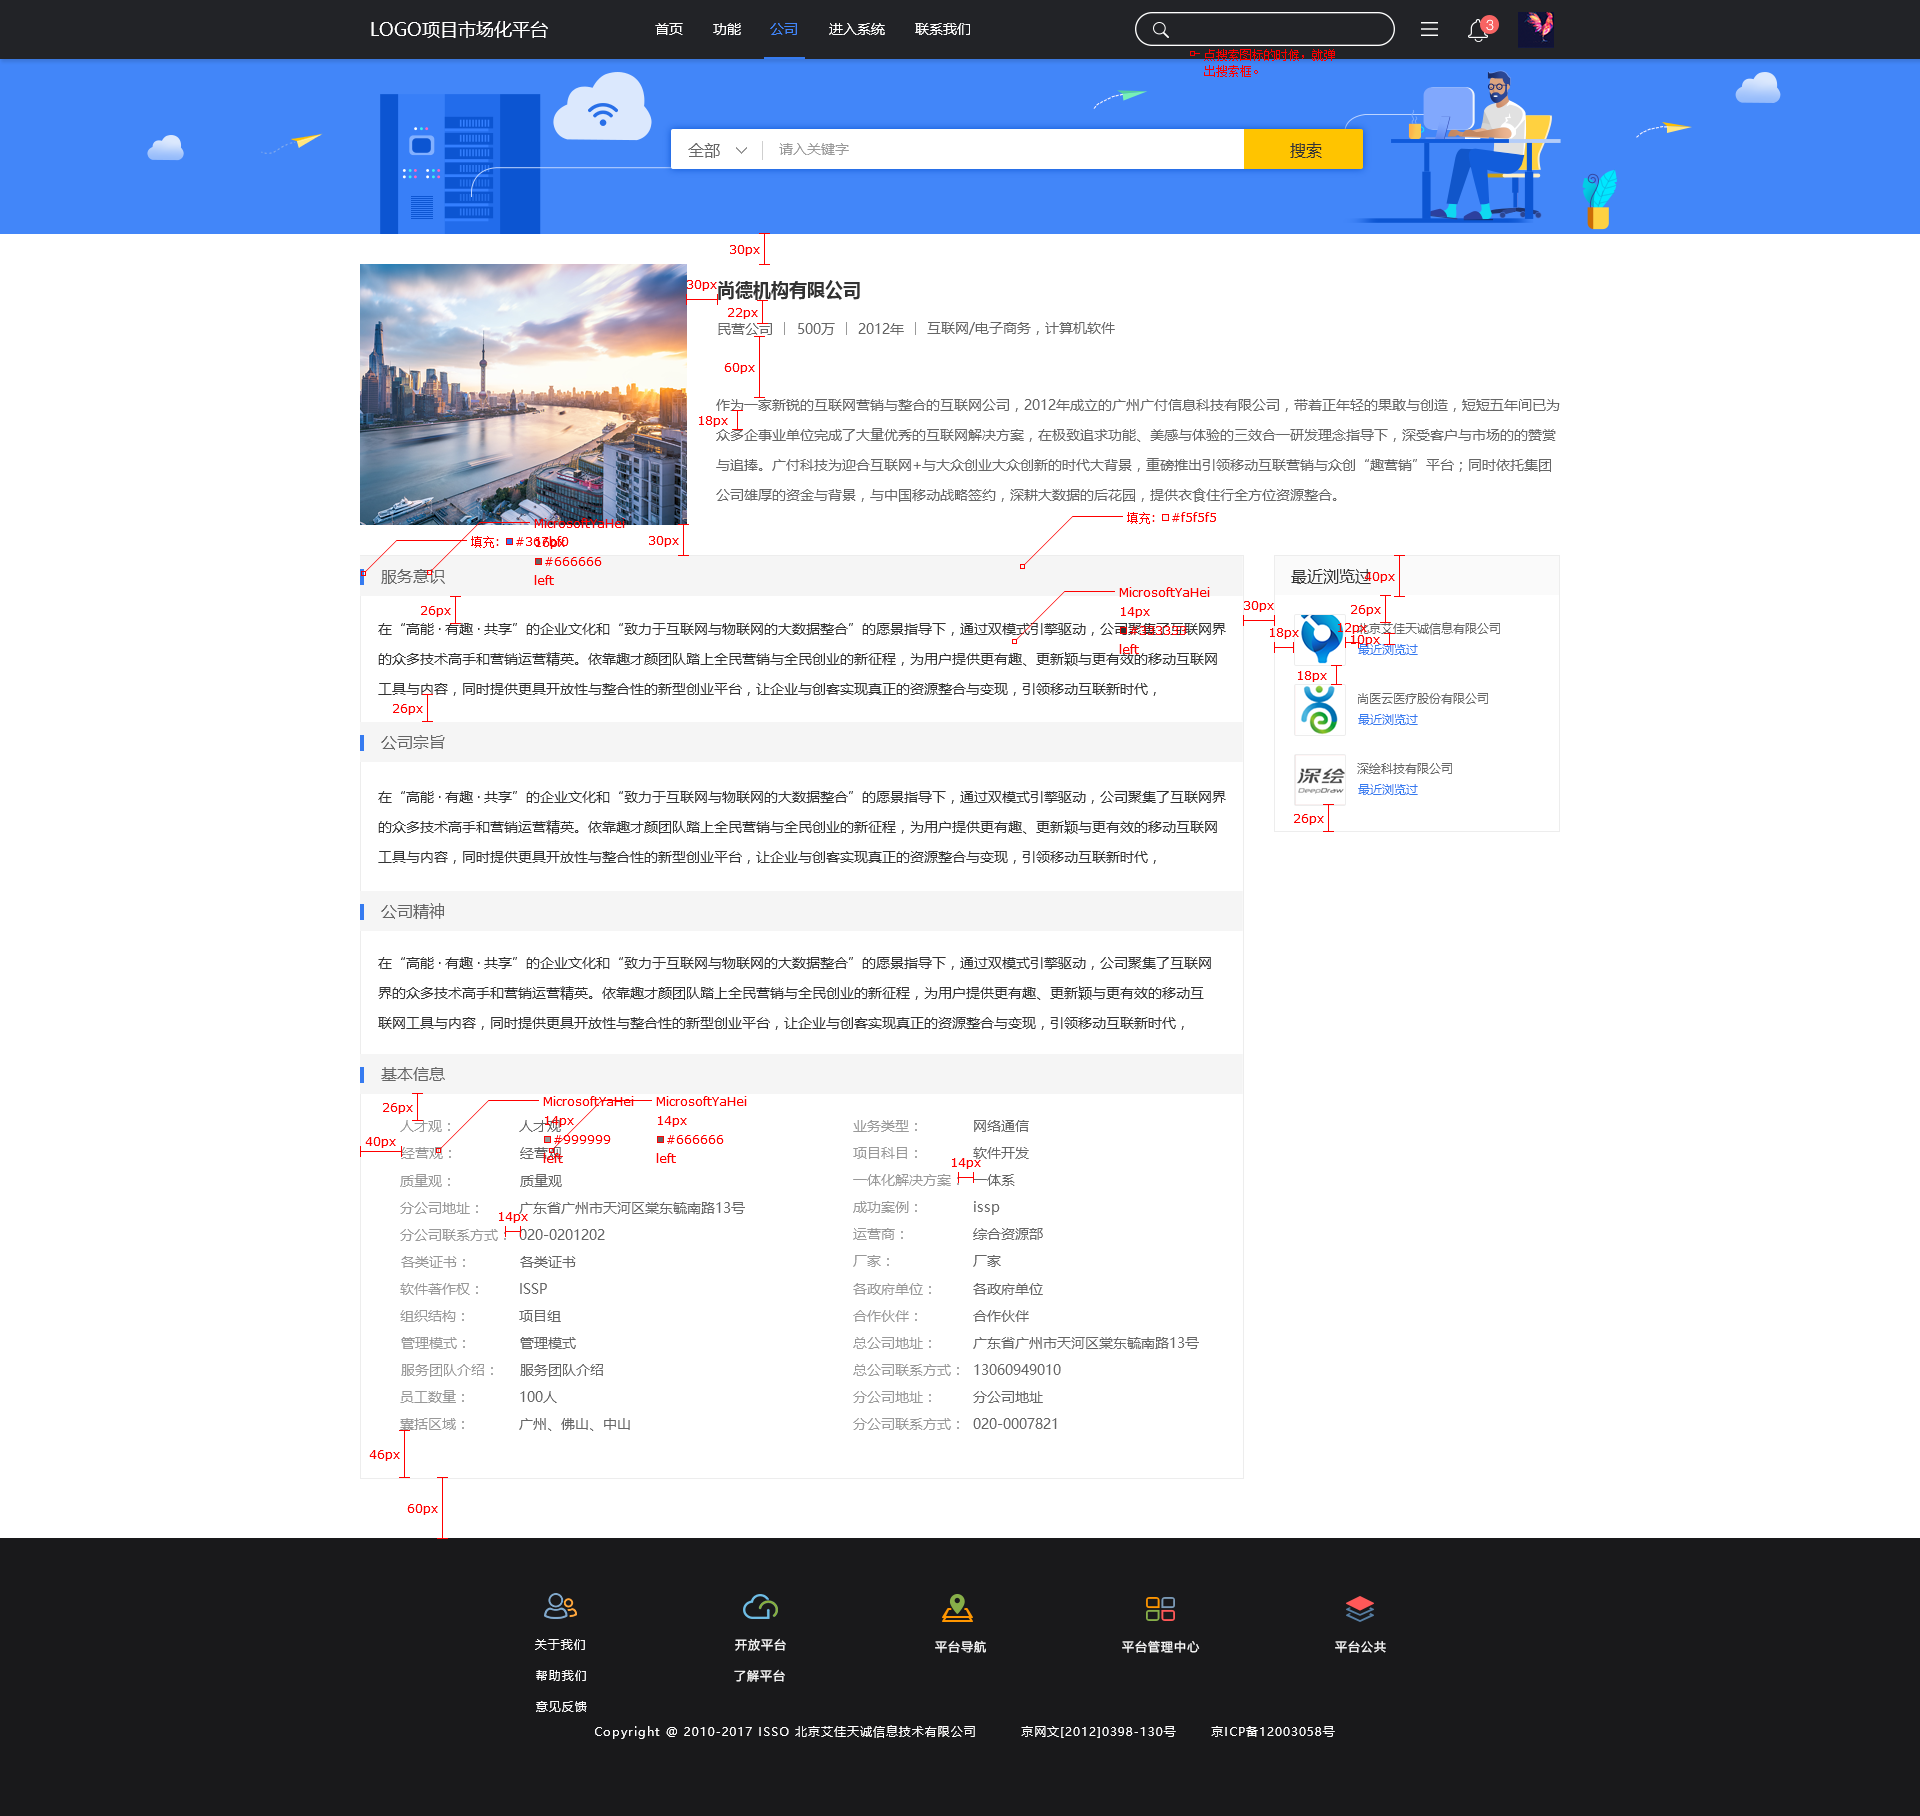 LOGO项目市场化平台
首页 功能 公司 进入系统 联系我们
3
点搜索图标的时候，就弹
出搜索框。
全部 请入关键字 搜索
30px
30px
尚德机构有限公司
22px
民营公司 500万 2012年 互联网/电子商务，计算机软件
60px
作为一家新锐的互联网营销与整合的互联网公司，2012年成立的广州广付信息科技有限公司，带着正年轻的果敢与创造，短短五年间已为
18px
众多企事业单位完成了大量优秀的互联网解决方案，在极致追求功能、美感与体验的三效合一研发理念指导下，深受客户与市场的的赞赏
与追捧。广付科技为迎合互联网+与大众创业大众创新的时代大背景，重磅推出引领移动互联营销与众创“趣营销”平台；同时依托集团
公司雄厚的资金与背景，与中国移动战略签约，深耕大数据的后花园，提供衣食住行全方位资源整合。
填充：#f5f5f5
MicrosoftYaHei
16px
#666666
left
填充：#367bf0
30px
服务意识
26px
MicrosoftYaHei
14px
#333333
left
在“高能·有趣·共享”的企业文化和“致力于互联网与物联网的大数据整合”的愿景指导下，通过双模式引擎驱动，公司聚集了互联网界
的众多技术高手和营销运营精英。依靠趣才颜团队踏上全民营销与全民创业的新征程，为用户提供更有趣、更新颖与更有效的移动互联网
工具与内容，同时提供更具开放性与整合性的新型创业平台，让企业与创客实现真正的资源整合与变现，引领移动互联新时代，
26px
公司宗旨
在“高能·有趣·共享”的企业文化和“致力于互联网与物联网的大数据整合”的愿景指导下，通过双模式引擎驱动，公司聚集了互联网界
的众多技术高手和营销运营精英。依靠趣才颜团队踏上全民营销与全民创业的新征程，为用户提供更有趣、更新颖与更有效的移动互联网
工具与内容，同时提供更具开放性与整合性的新型创业平台，让企业与创客实现真正的资源整合与变现，引领移动互联新时代，
公司精神
在“高能·有趣·共享”的企业文化和“致力于互联网与物联网的大数据整合”的愿景指导下，通过双模式引擎驱动，公司聚集了互联网
界的众多技术高手和营销运营精英。依靠趣才颜团队踏上全民营销与全民创业的新征程，为用户提供更有趣、更新颖与更有效的移动互
联网工具与内容，同时提供更具开放性与整合性的新型创业平台，让企业与创客实现真正的资源整合与变现，引领移动互联新时代，
最近浏览过
40px
30px
26px
18px
12px
10px
北京艾佳天诚信息有限公司
最近浏览过
18px
尚医云医疗股份有限公司
最近浏览过
深绘
DeepDraw
深绘科技有限公司
最近浏览过
26px
基本信息
26px
40px
MicrosoftYaHei
14px
#999999
left
MicrosoftYaHei
14px
#666666
left
人才观： 人才观 业务类型： 网络通信
经营观： 经营观 项目科目： 软件开发
14px
质量观： 质量观 一体化解决方案 一体系
分公司地址： 广东省广州市天河区棠东毓南路13号 成功案例： issp
14px
分公司联系方式： 020-0201202 运营商： 综合资源部
各类证书： 各类证书 厂家： 厂家
软件著作权： ISSP 各政府单位： 各政府单位
组织结构： 项目组 合作伙伴： 合作伙伴
管理模式： 管理模式 总公司地址： 广东省广州市天河区棠东毓南路13号
服务团队介绍： 服务团队介绍 总公司联系方式： 13060949010
员工数量： 100人 分公司地址： 分公司地址
囊括区域： 广州、佛山、中山 分公司联系方式： 020-0007821
46px
60px
关于我们 开放平台 平台导航 平台管理中心 平台公共
帮助我们 了解平台
意见反馈
Copyright @ 2010-2017 ISSO 北京艾佳天诚信息技术有限公司 京网文[2012]0398-130号 京ICP备12003058号